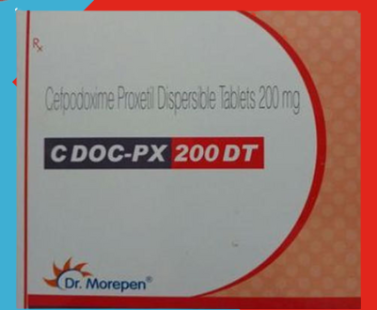 Rx
Cefpodoxime Proxetil Dispersible Tablets 200 mg
C DOC-PX 200 DT
Dr. Morepen®